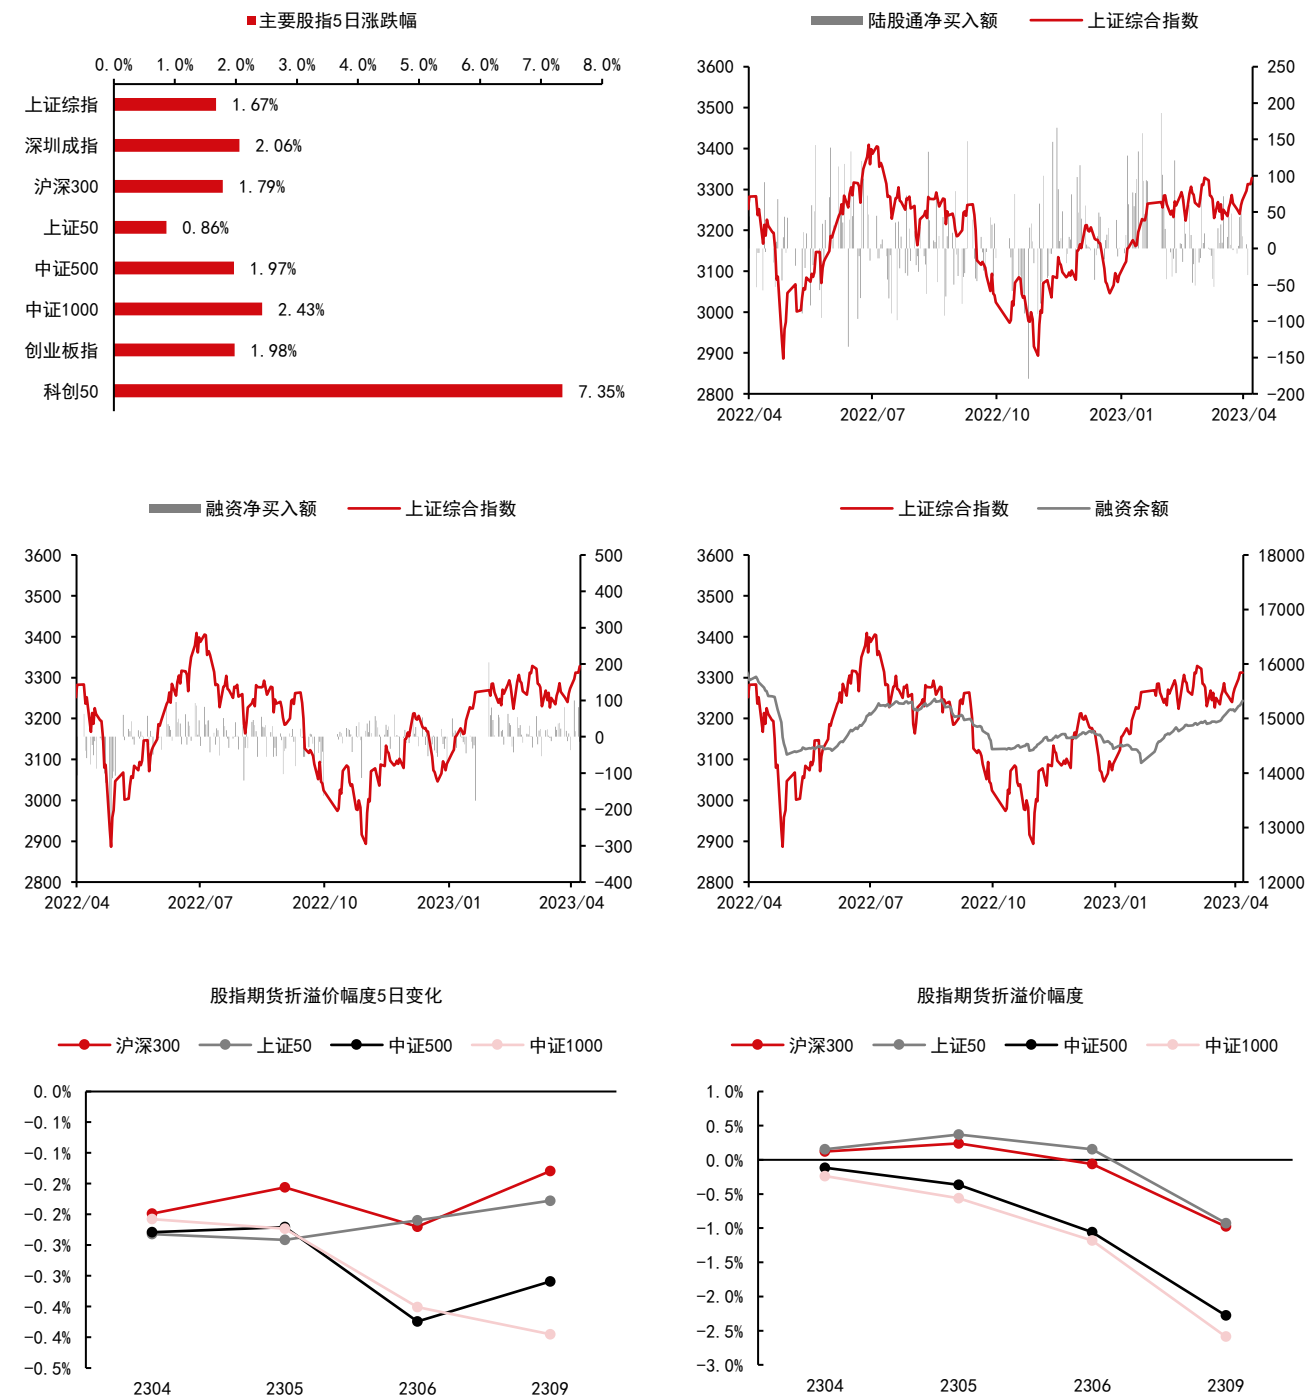 主要股指5日涨跌幅
0.0% 1.0% 2.0% 3.0% 4.0% 5.0% 6.0% 7.0% 8.0%
上证综指 1.67%
深圳成指 2.06%
沪深300 1.79%
上证50 0.86%
中证500 1.97%
中证1000 2.43%
创业板指 1.98%
科创50 7.35%
陆股通净买入额 上证综合指数
3600 250
3500 200
3400 150
3300 100
3200 50
3100 0
3000 −50
2900 −100
2800 −150
−200
2022/04 2022/07 2022/10 2023/01 2023/04
融资净买入额 上证综合指数
3600 500
3500 400
3400 300
3300 200
3200 100
3100 0
3000 −100
2900 −200
2800 −300
−400
2022/04 2022/07 2022/10 2023/01 2023/04
上证综合指数 融资余额
3600 18000
3500 17000
3400 16000
3300 15000
3200 14000
3100 13000
3000 12000
2900
2800
2022/04 2022/07 2022/10 2023/01 2023/04
股指期货折溢价幅度5日变化
沪深300 上证50 中证500 中证1000
0.0%
−0.1%
−0.1%
−0.2%
−0.2%
−0.3%
−0.3%
−0.4%
−0.4%
−0.5%
2304 2305 2306 2309
股指期货折溢价幅度
沪深300 上证50 中证500 中证1000
1.0%
0.5%
0.0%
−0.5%
−1.0%
−1.5%
−2.0%
−2.5%
−3.0%
2304 2305 2306 2309